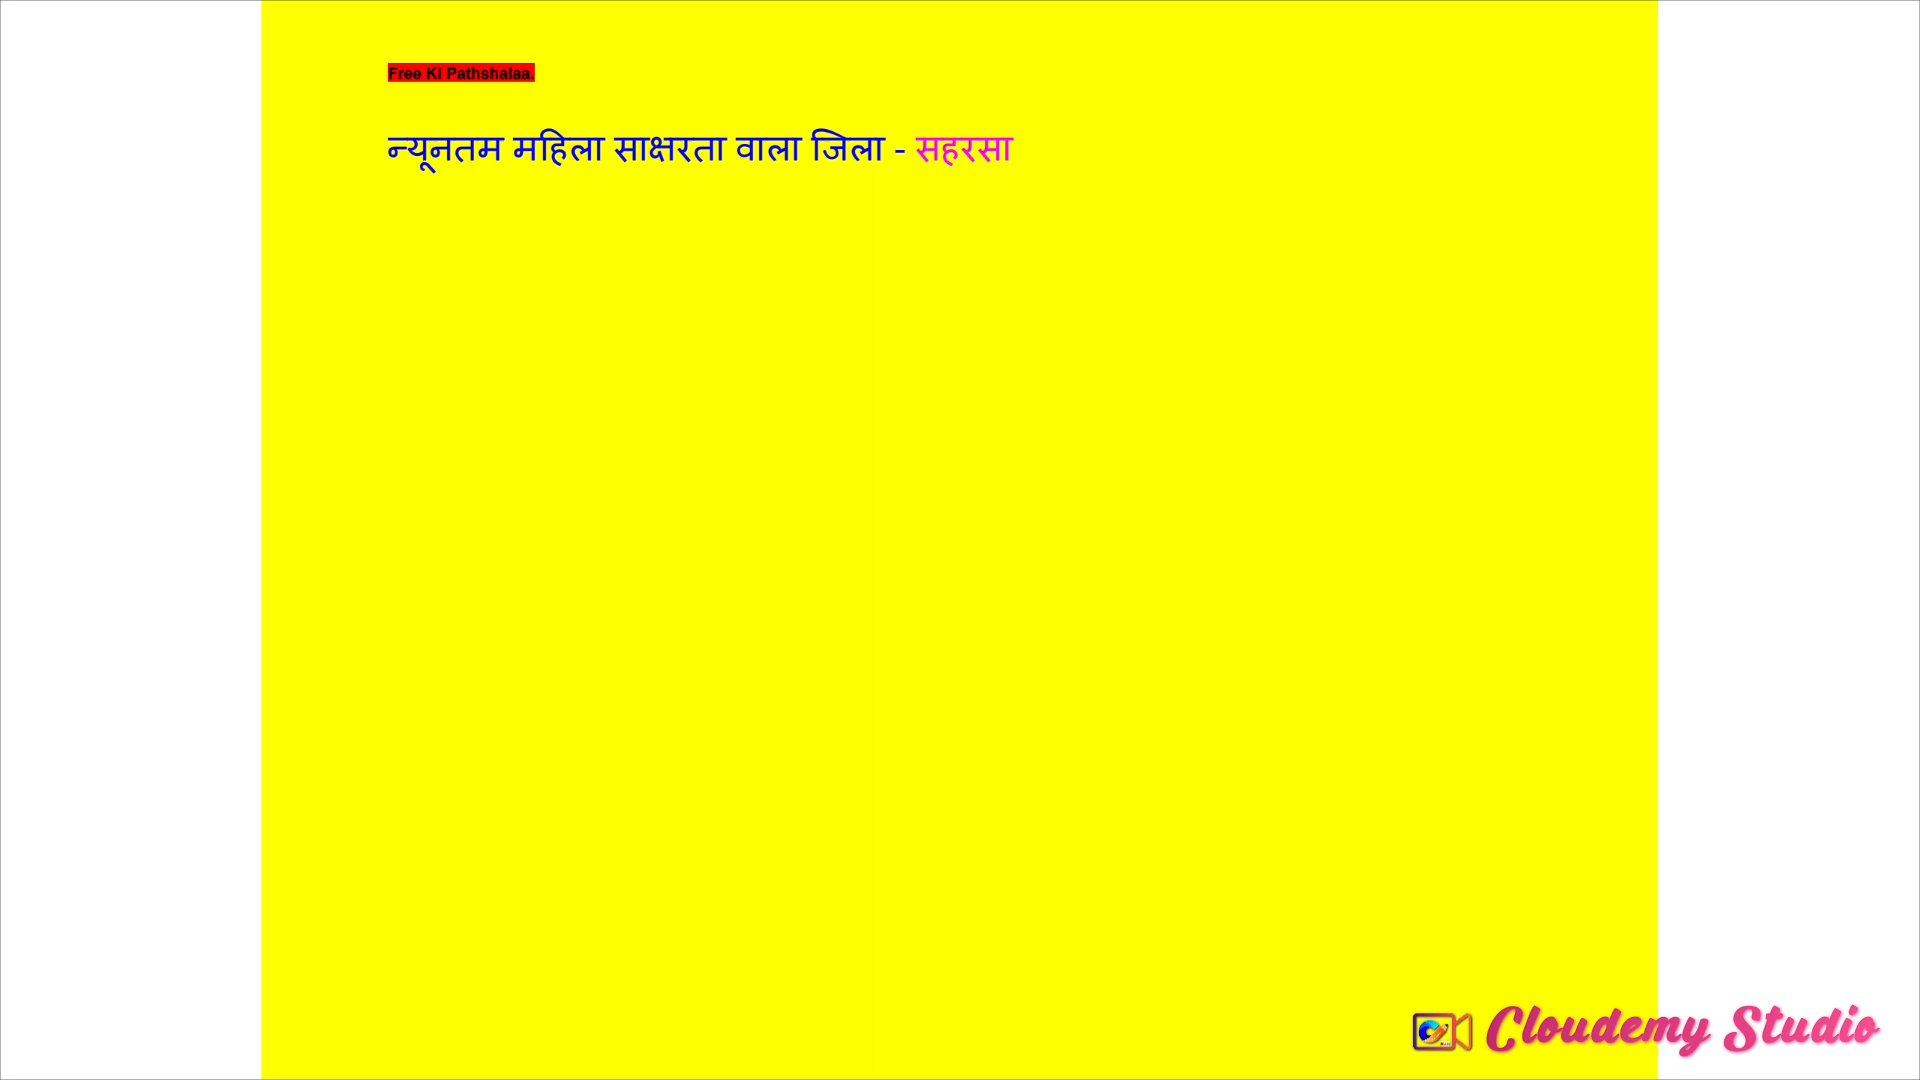 Free Ki Pathshalaa.
न्यूनतम महिला साक्षरता वाला जिला - सहरसा
Cloudemy Studio